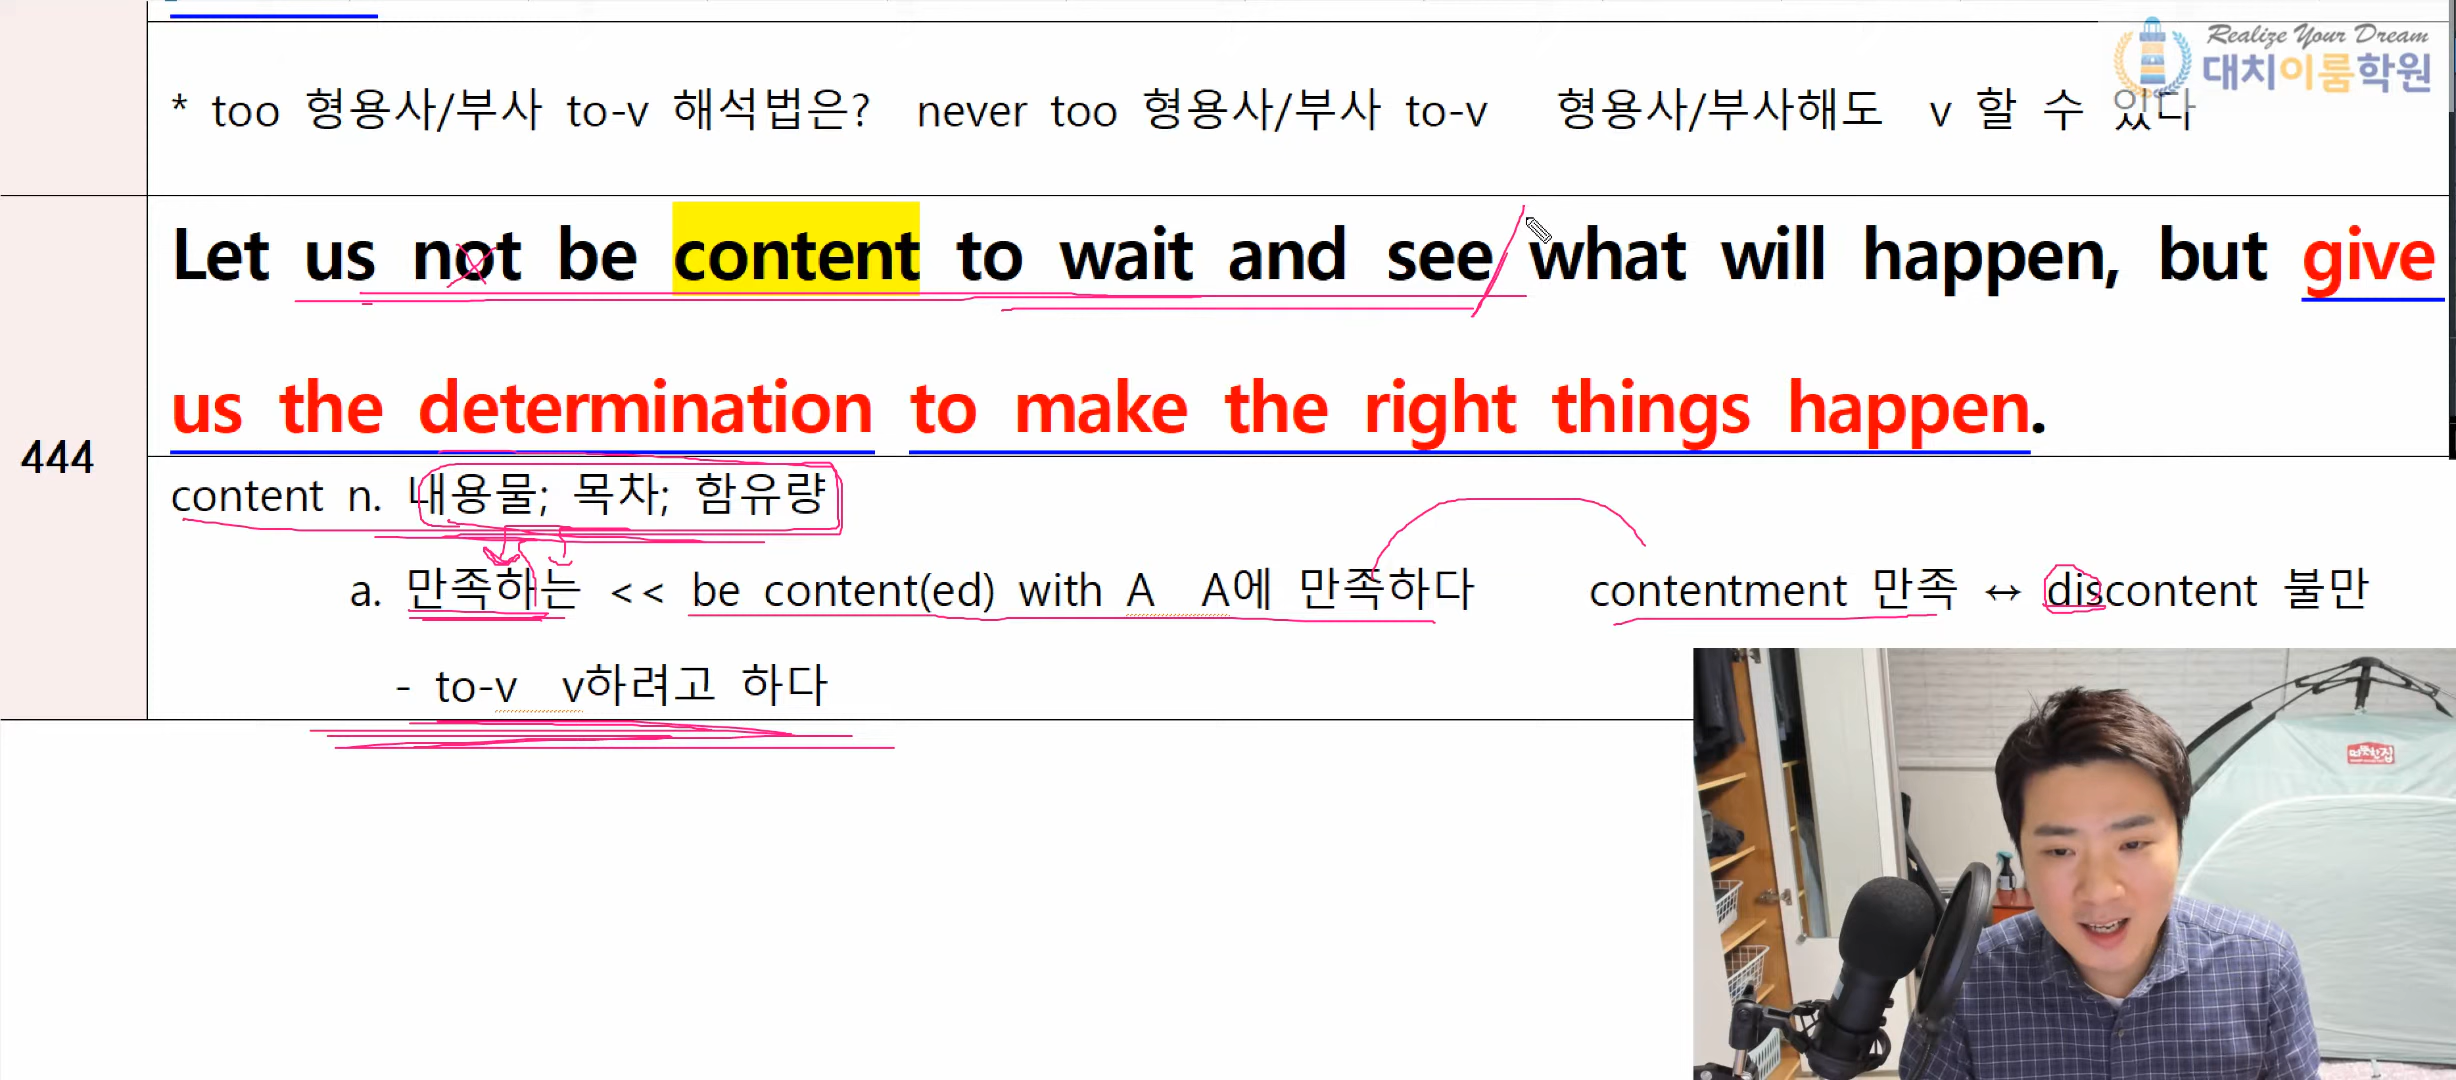 Realize Your Dream
대치이룸학원
* too 형용사/부사 to-v 해석법은? never too 형용사/부사 to-v 형용사/부사해도 v 할 수 있다
444
Let us not be content to wait and see what will happen, but give
us the determination to make the right things happen.
content n. 내용물; 목차; 함유량
a. 만족하는 << be content(ed) with A A에 만족하다 contentment 만족 ↔ discontent 불만
- to-v v하려고 하다